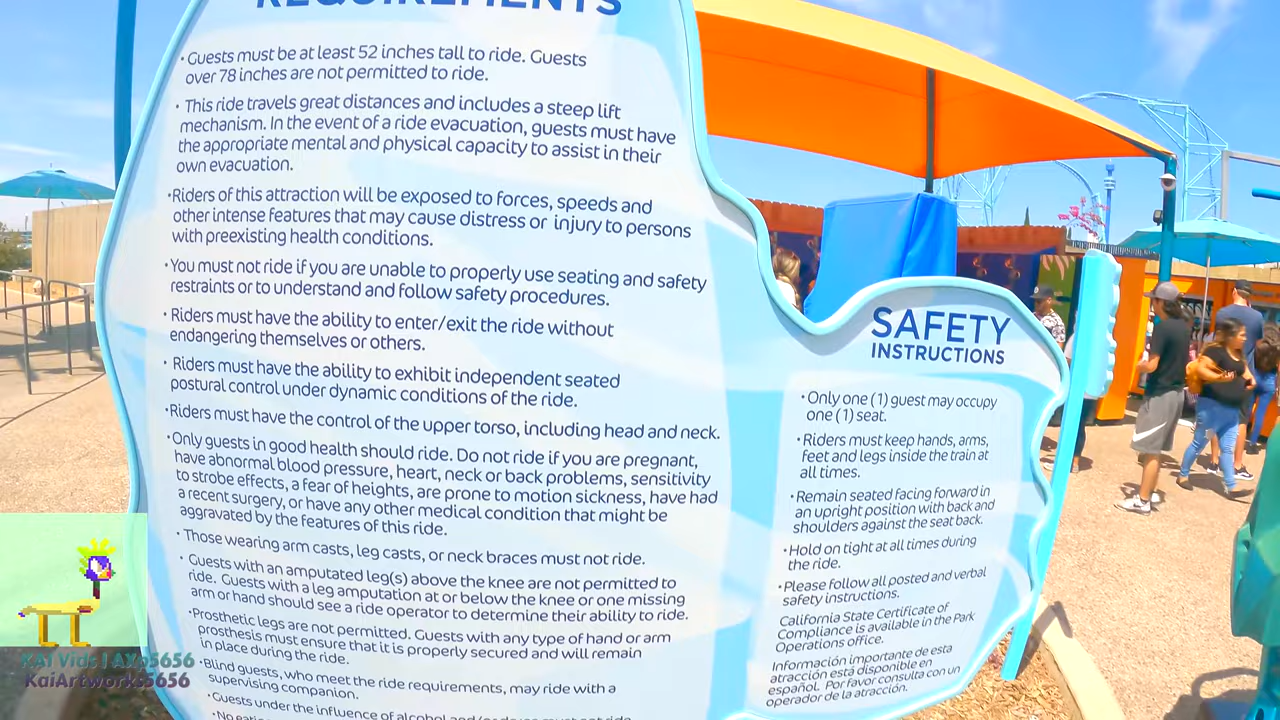 REQUIREMENTS
• Guests must be at least 52 inches tall to ride. Guests
over 78 inches are not permitted to ride.
• This ride travels great distances and includes a steep lift
mechanism. In the event of a ride evacuation, guests must have
the appropriate mental and physical capacity to assist in their
own evacuation.
•Riders of this attraction will be exposed to forces, speeds and
other intense features that may cause distress or injury to persons
with preexisting health conditions.
•You must not ride if you are unable to properly use seating and safety
restraints or to understand and follow safety procedures.
• Riders must have the ability to enter/exit the ride without
endangering themselves or others.
• Riders must have the ability to exhibit independent seated
postural control under dynamic conditions of the ride.
•Riders must have the control of the upper torso, including head and neck.
•Only guests in good health should ride. Do not ride if you are pregnant,
have abnormal blood pressure, heart, neck or back problems, sensitivity
to strobe effects, a fear of heights, are prone to motion sickness, have had
a recent surgery, or have any other medical condition that might be
aggravated by the features of this ride.
• Those wearing arm casts, leg casts, or neck braces must not ride.
• Guests with an amputated leg(s) above the knee are not permitted to
ride. Guests with a leg amputation at or below the knee or one missing
arm or hand should see a ride operator to determine their ability to ride.
•Prosthetic legs are not permitted. Guests with any type of hand or arm
prosthesis must ensure that it is properly secured and will remain
in place during the ride.
•Blind guests, who meet the ride requirements, may ride with a
supervising companion.
•Guests under the influence of alcohol and/or drugs must not ride.
•No
SAFETY
INSTRUCTIONS
• Only one (1) guest may occupy
one (1) seat.
•Riders must keep hands, arms,
feet and legs inside the train at
all times.
•Remain seated facing forward in
an upright position with back and
shoulders against the seat back.
•Hold on tight at all times during
the ride.
•Please follow all posted and verbal
safety instructions.
California State Certificate of
Compliance is available in the Park
Operations office.
Información importante de esta
atracción está disponible en
español. Por favor consulta con un
operador de la atracción.
KAI Vids | AXo5656
KaiArtworks5656